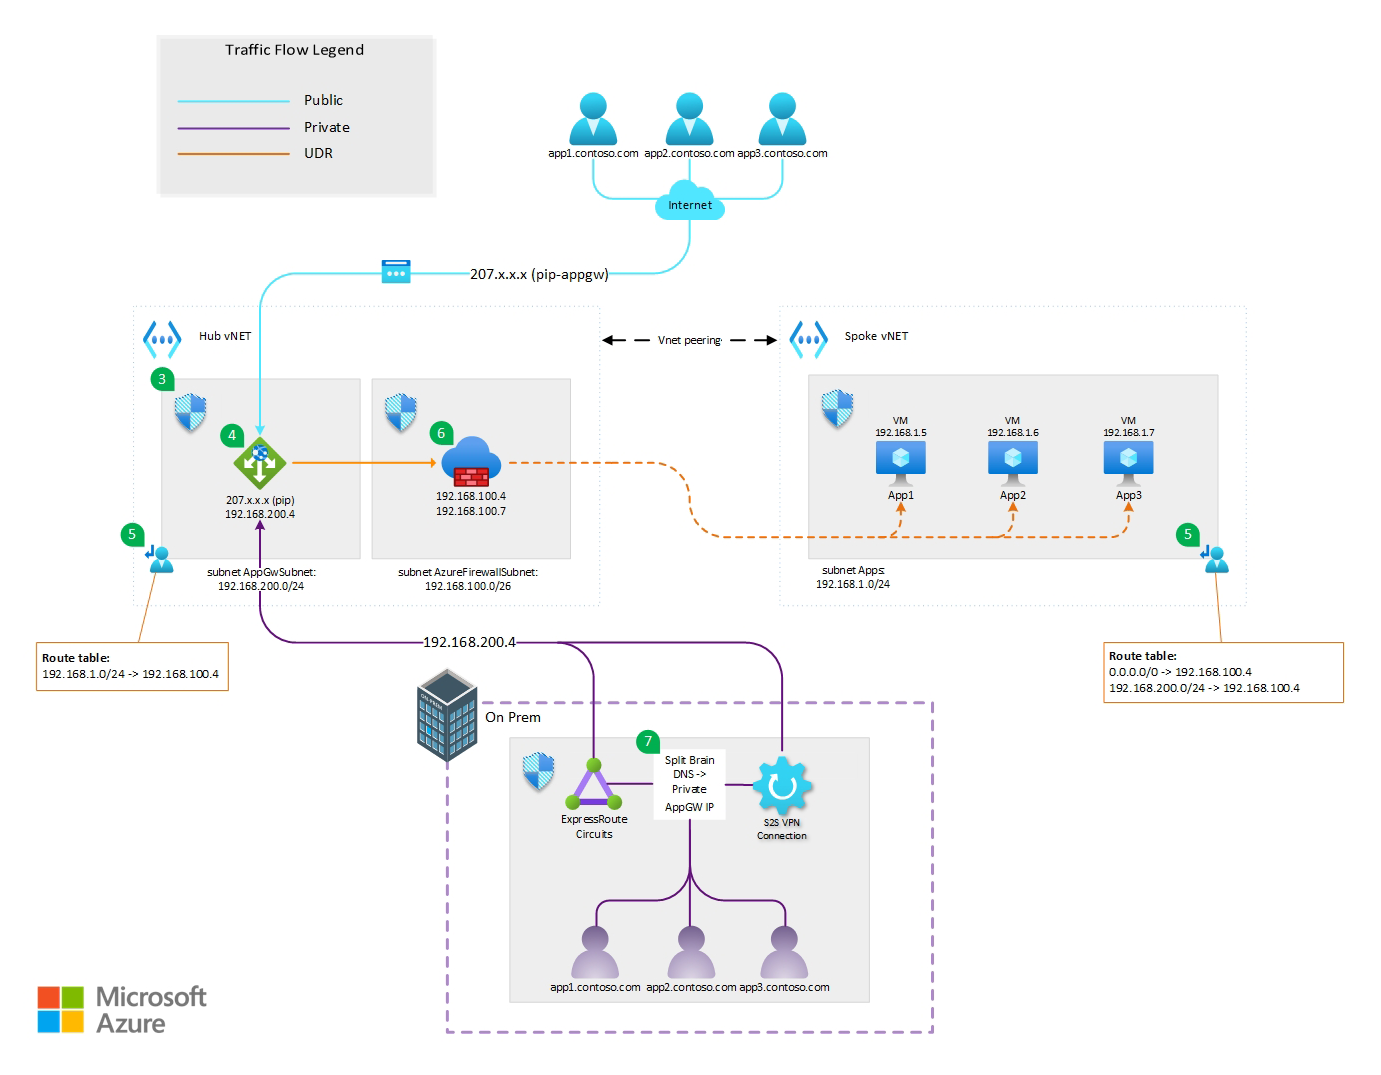 Traffic Flow Legend
Public
Private
UDR
app1.contoso.com
app2.contoso.com
app3.contoso.com
Internet
207.x.x.x (pip-appgw)
Hub vNET
Vnet peering
Spoke vNET
3
4
207.x.x.x (pip)
192.168.200.4
6
192.168.100.4
192.168.100.7
VM
192.168.1.5
App1
VM
192.168.1.6
App2
VM
192.168.1.7
App3
5
5
subnet AppGwSubnet:
192.168.200.0/24
subnet AzureFirewallSubnet:
192.168.100.0/26
subnet Apps:
192.168.1.0/24
Route table:
192.168.1.0/24 -> 192.168.100.4
192.168.200.4
Route table:
0.0.0.0/0 -> 192.168.100.4
192.168.200.0/24 -> 192.168.100.4
ON PREM
On Prem
7
Split Brain
DNS ->
Private
AppGW IP
ExpressRoute
Circuits
S2S VPN
Connection
app1.contoso.com
app2.contoso.com
app3.contoso.com
Microsoft
Azure